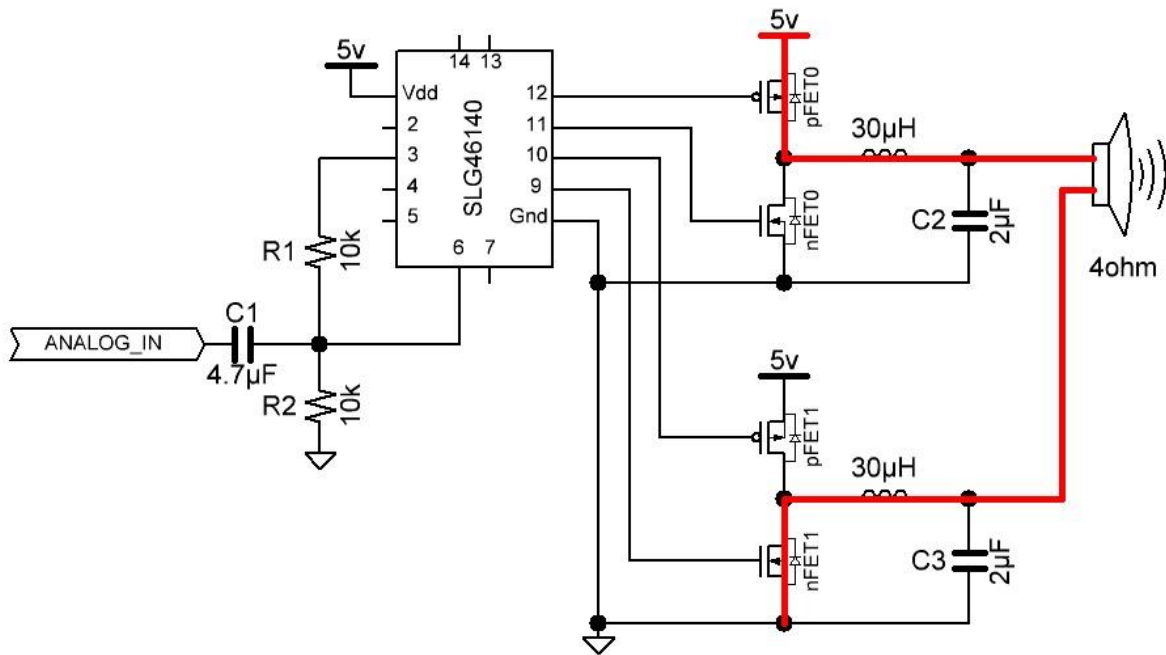 5v
14 13
Vdd
2
3
4
5
6 7
SLG46140
12
11
10
9
Gnd
R1 10k
ANALOG_IN
C1
4.7µF
R2 10k
5v
pFET0
30µH
nFET0
C2 2µF
4ohm
5v
pFET1
30µH
nFET1
C3 2µF